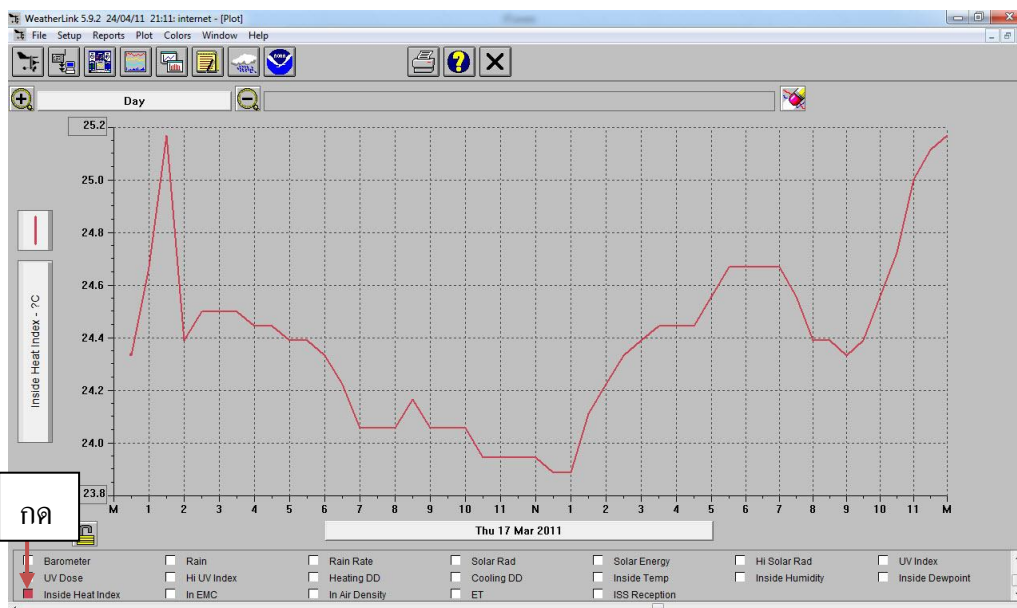 WeatherLink 5.9.2 24/04/11 21:11: internet - [Plot]
File Setup Reports Plot Colors Window Help
Day
25.2
25.0
24.8
24.6
24.4
24.2
24.0
23.8
Inside Heat Index - ?C
M 1 2 3 4 5 6 7 8 9 10 11 N 1 2 3 4 5 6 7 8 9 10 11 M
Thu 17 Mar 2011
กด
Barometer Rain Rain Rate Solar Rad Solar Energy Hi Solar Rad UV Index
UV Dose Hi UV Index Heating DD Cooling DD Inside Temp Inside Humidity Inside Dewpoint
Inside Heat Index In EMC In Air Density ET ISS Reception